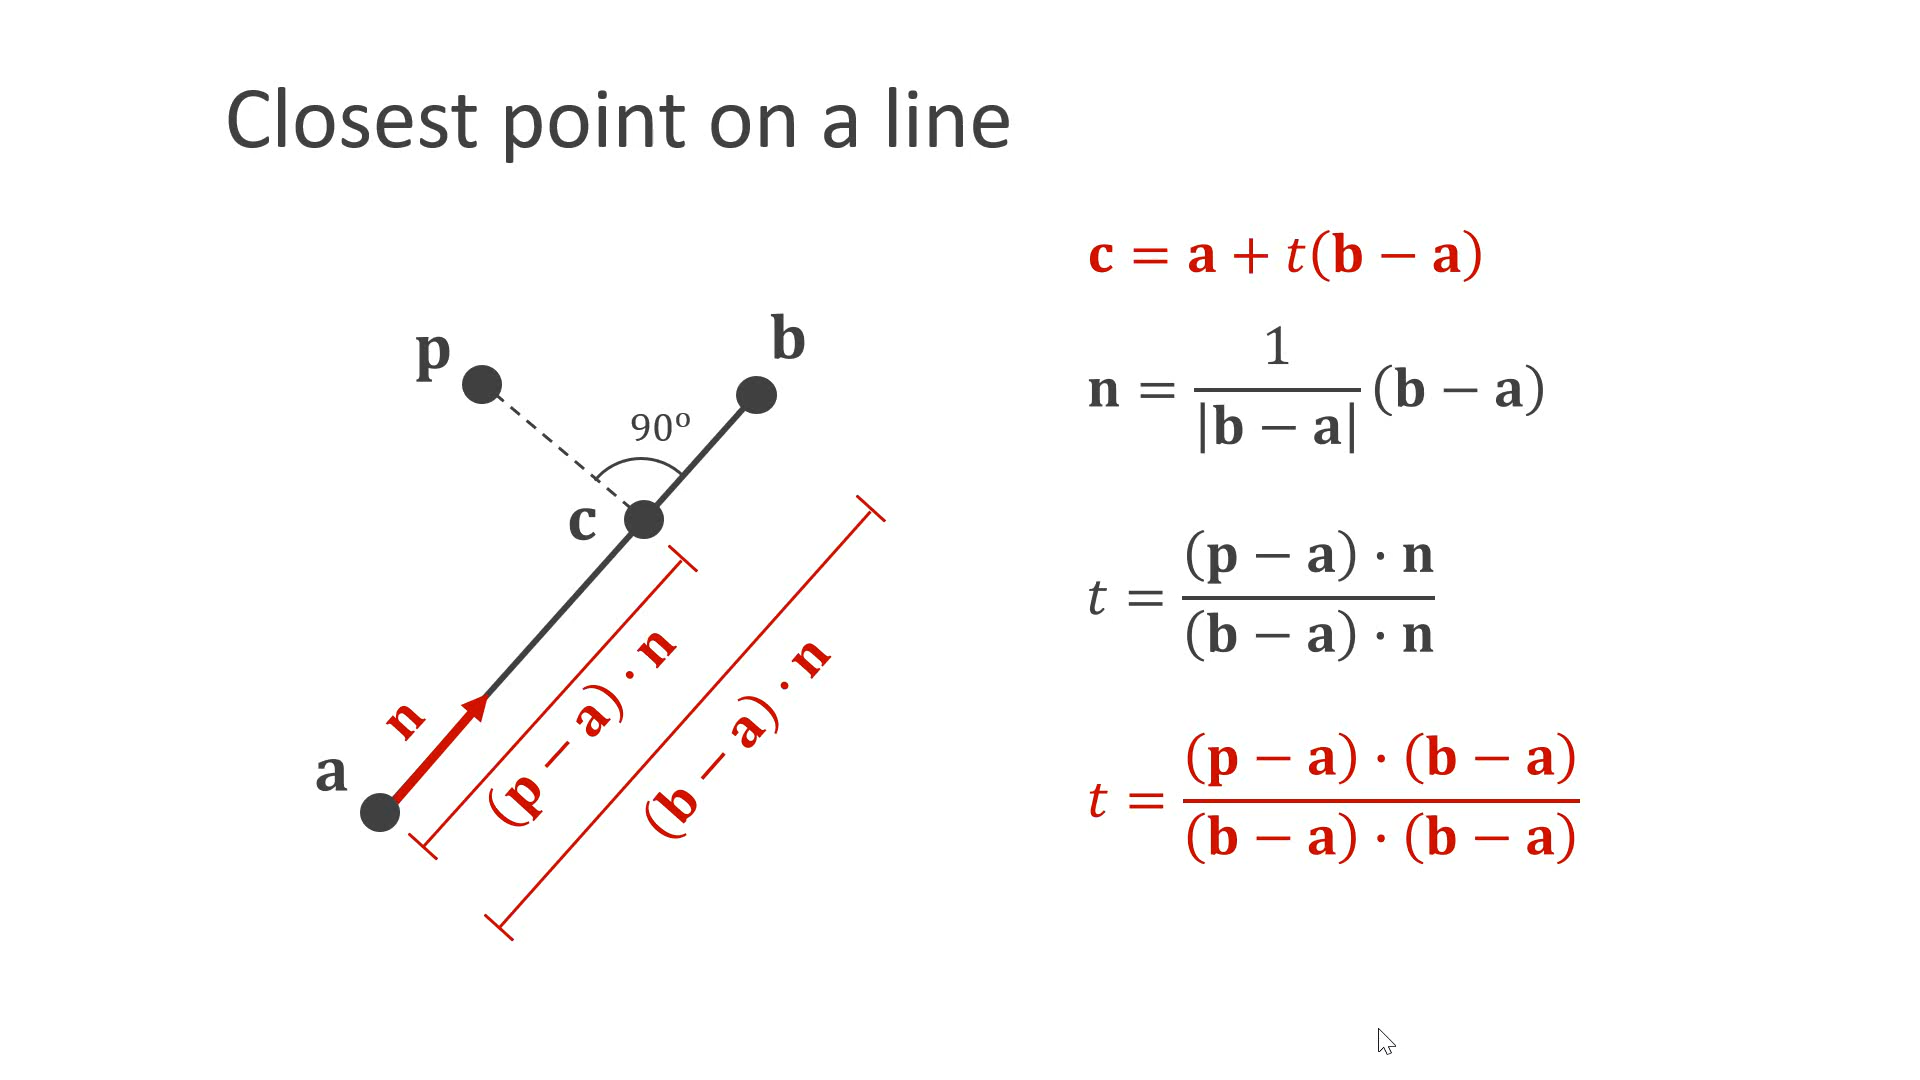 Closest point on a line
c = a + t(b − a)
n = 1 / |b − a| (b − a)
t = (p − a) · n / (b − a) · n
t = (p − a) · (b − a) / (b − a) · (b − a)
p
b
90º
c
n
a
(p − a) · n
(b − a) · n